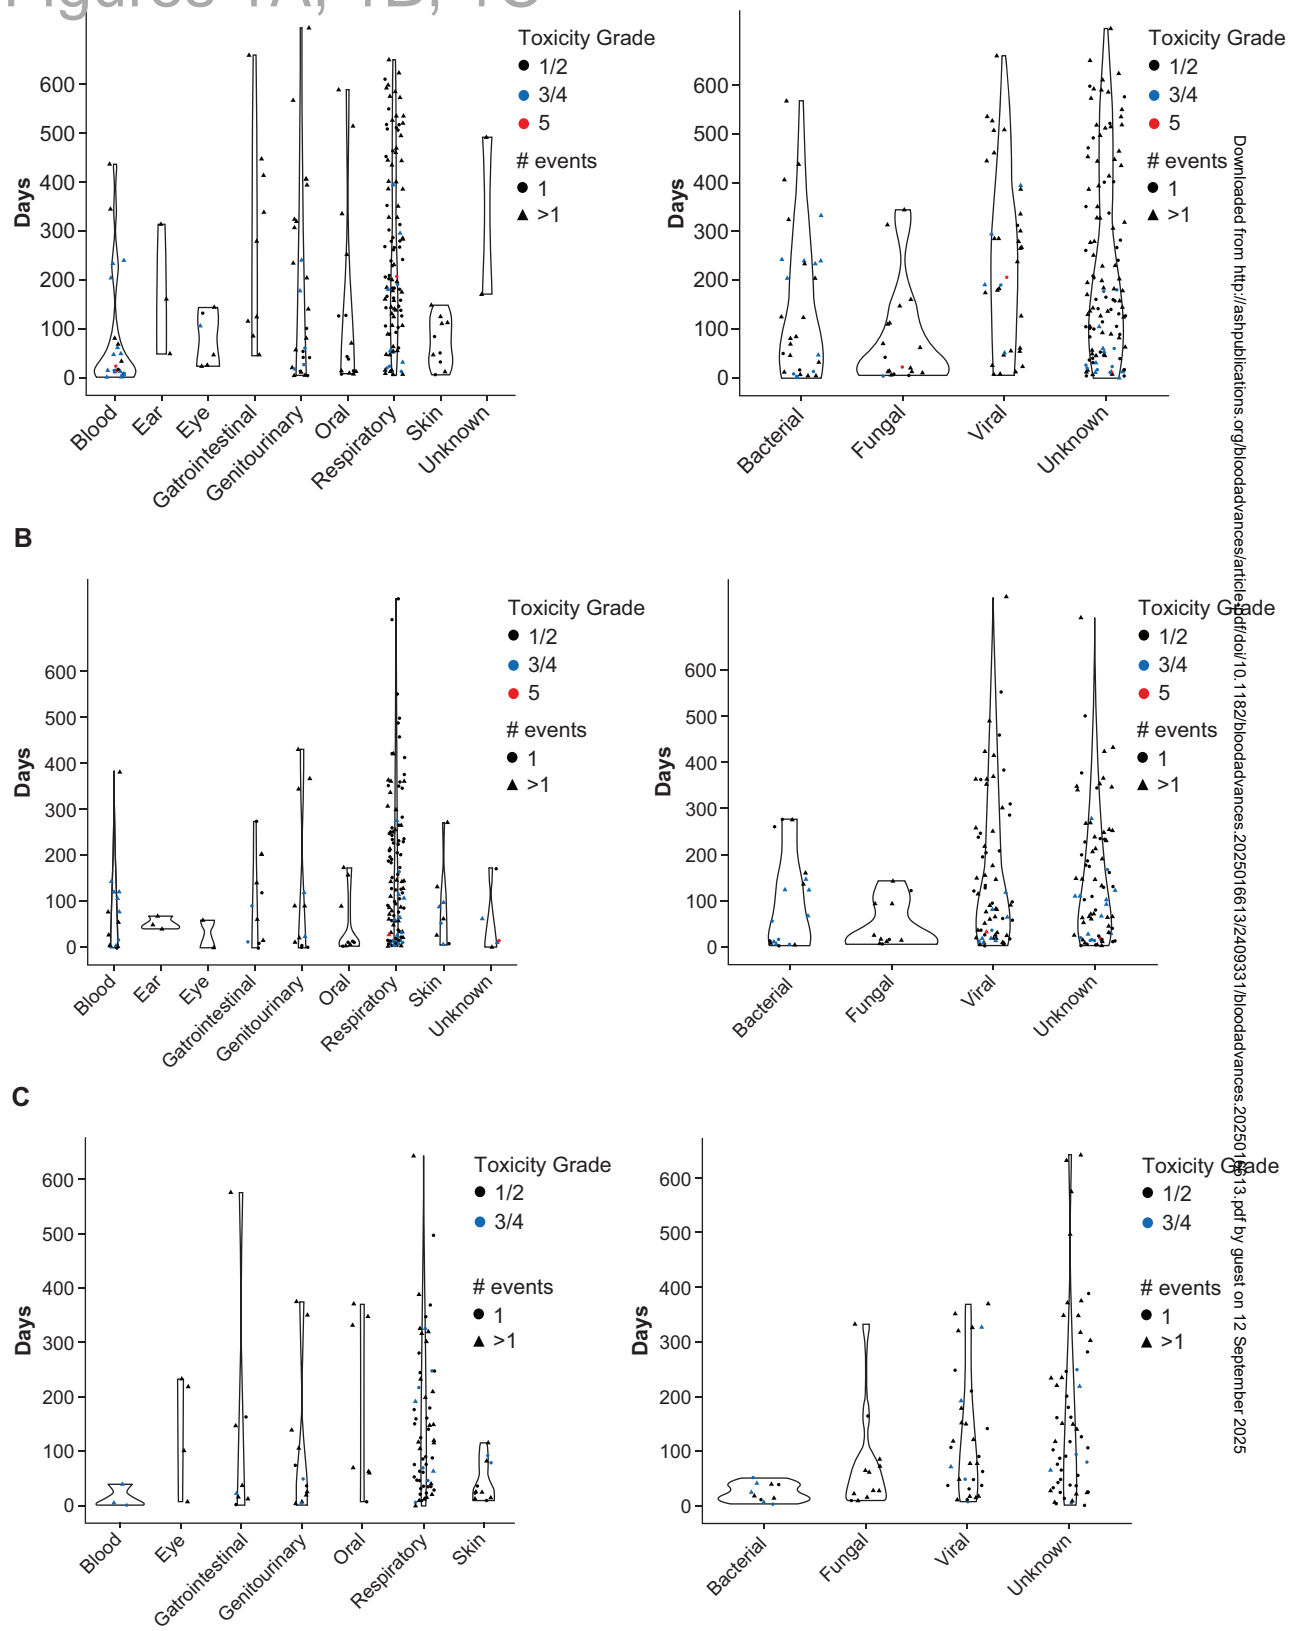 Figures 1A, 1B, 1C
Days
600
500
400
300
200
100
0
Blood
Ear
Eye
Gatrointestinal
Genitourinary
Oral
Respiratory
Skin
Unknown
Toxicity Grade
1/2
3/4
5
# events
1
>1
Days
600
500
400
300
200
100
0
Bacterial
Fungal
Viral
Unknown
Toxicity Grade
1/2
3/4
5
# events
1
>1
B
Days
600
500
400
300
200
100
0
Blood
Ear
Eye
Gatrointestinal
Genitourinary
Oral
Respiratory
Skin
Unknown
Toxicity Grade
1/2
3/4
5
# events
1
>1
Days
600
500
400
300
200
100
0
Bacterial
Fungal
Viral
Unknown
Toxicity Grade
1/2
3/4
5
# events
1
>1
C
Days
600
500
400
300
200
100
0
Blood
Eye
Gatrointestinal
Genitourinary
Oral
Respiratory
Skin
Toxicity Grade
1/2
3/4
# events
1
>1
Days
600
500
400
300
200
100
0
Bacterial
Fungal
Viral
Unknown
Toxicity Grade
1/2
3/4
# events
1
>1
Downloaded from http://ashpublications.org/bloodadvances/article-pdf/doi/10.1182/bloodadvances.2025016613/2409331/bloodadvances.2025016613.pdf by guest on 12 September 2025